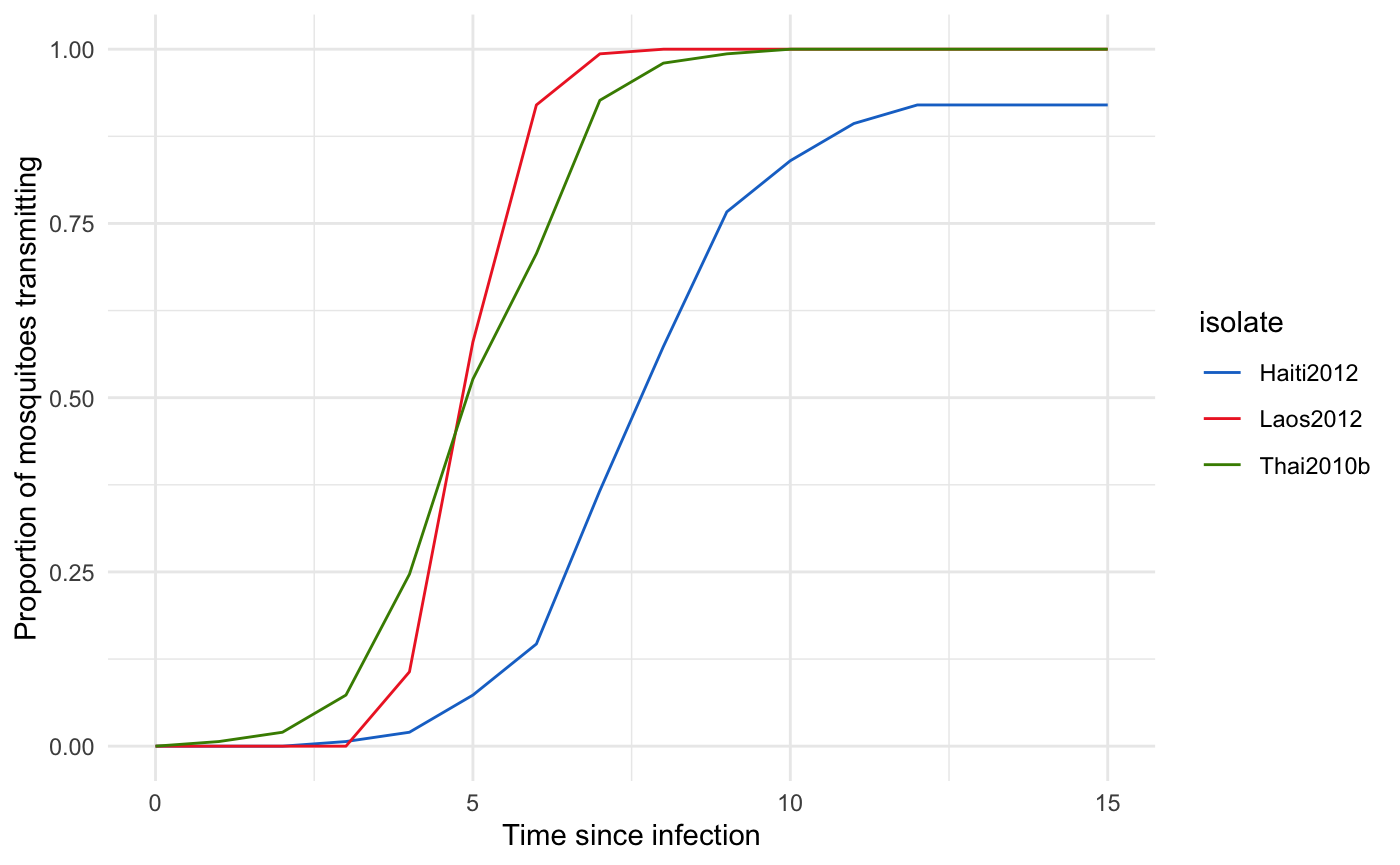 Proportion of mosquitoes transmitting
1.00
0.75
0.50
0.25
0.00
0 5 10 15
Time since infection
isolate
Haiti2012
Laos2012
Thai2010b